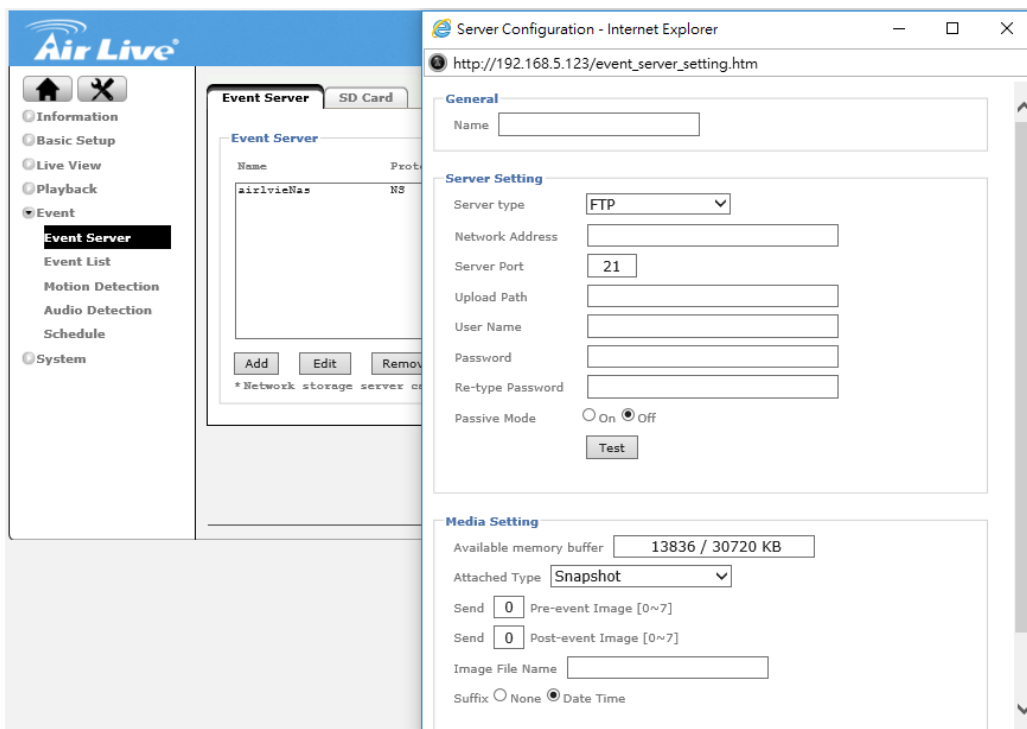 Air Live
Information
Basic Setup
Live View
Playback
Event
Event Server
Event List
Motion Detection
Audio Detection
Schedule
System
Event Server SD Card
Event Server
Name
airlvieNas NS
Add Edit
*Network storage server
Server Configuration - Internet Explorer
http://192.168.5.123/event_server_setting.htm
General
Name
Server Setting
Server type FTP
Network Address
Server Port 21
Upload Path
User Name
Password
Re-type Password
Passive Mode On Off
Test
Media Setting
Available memory buffer 13836 / 30720 KB
Attached Type Snapshot
Send 0 Pre-event Image [0~7]
Send 0 Post-event Image [0~7]
Image File Name
Suffix None Date Time